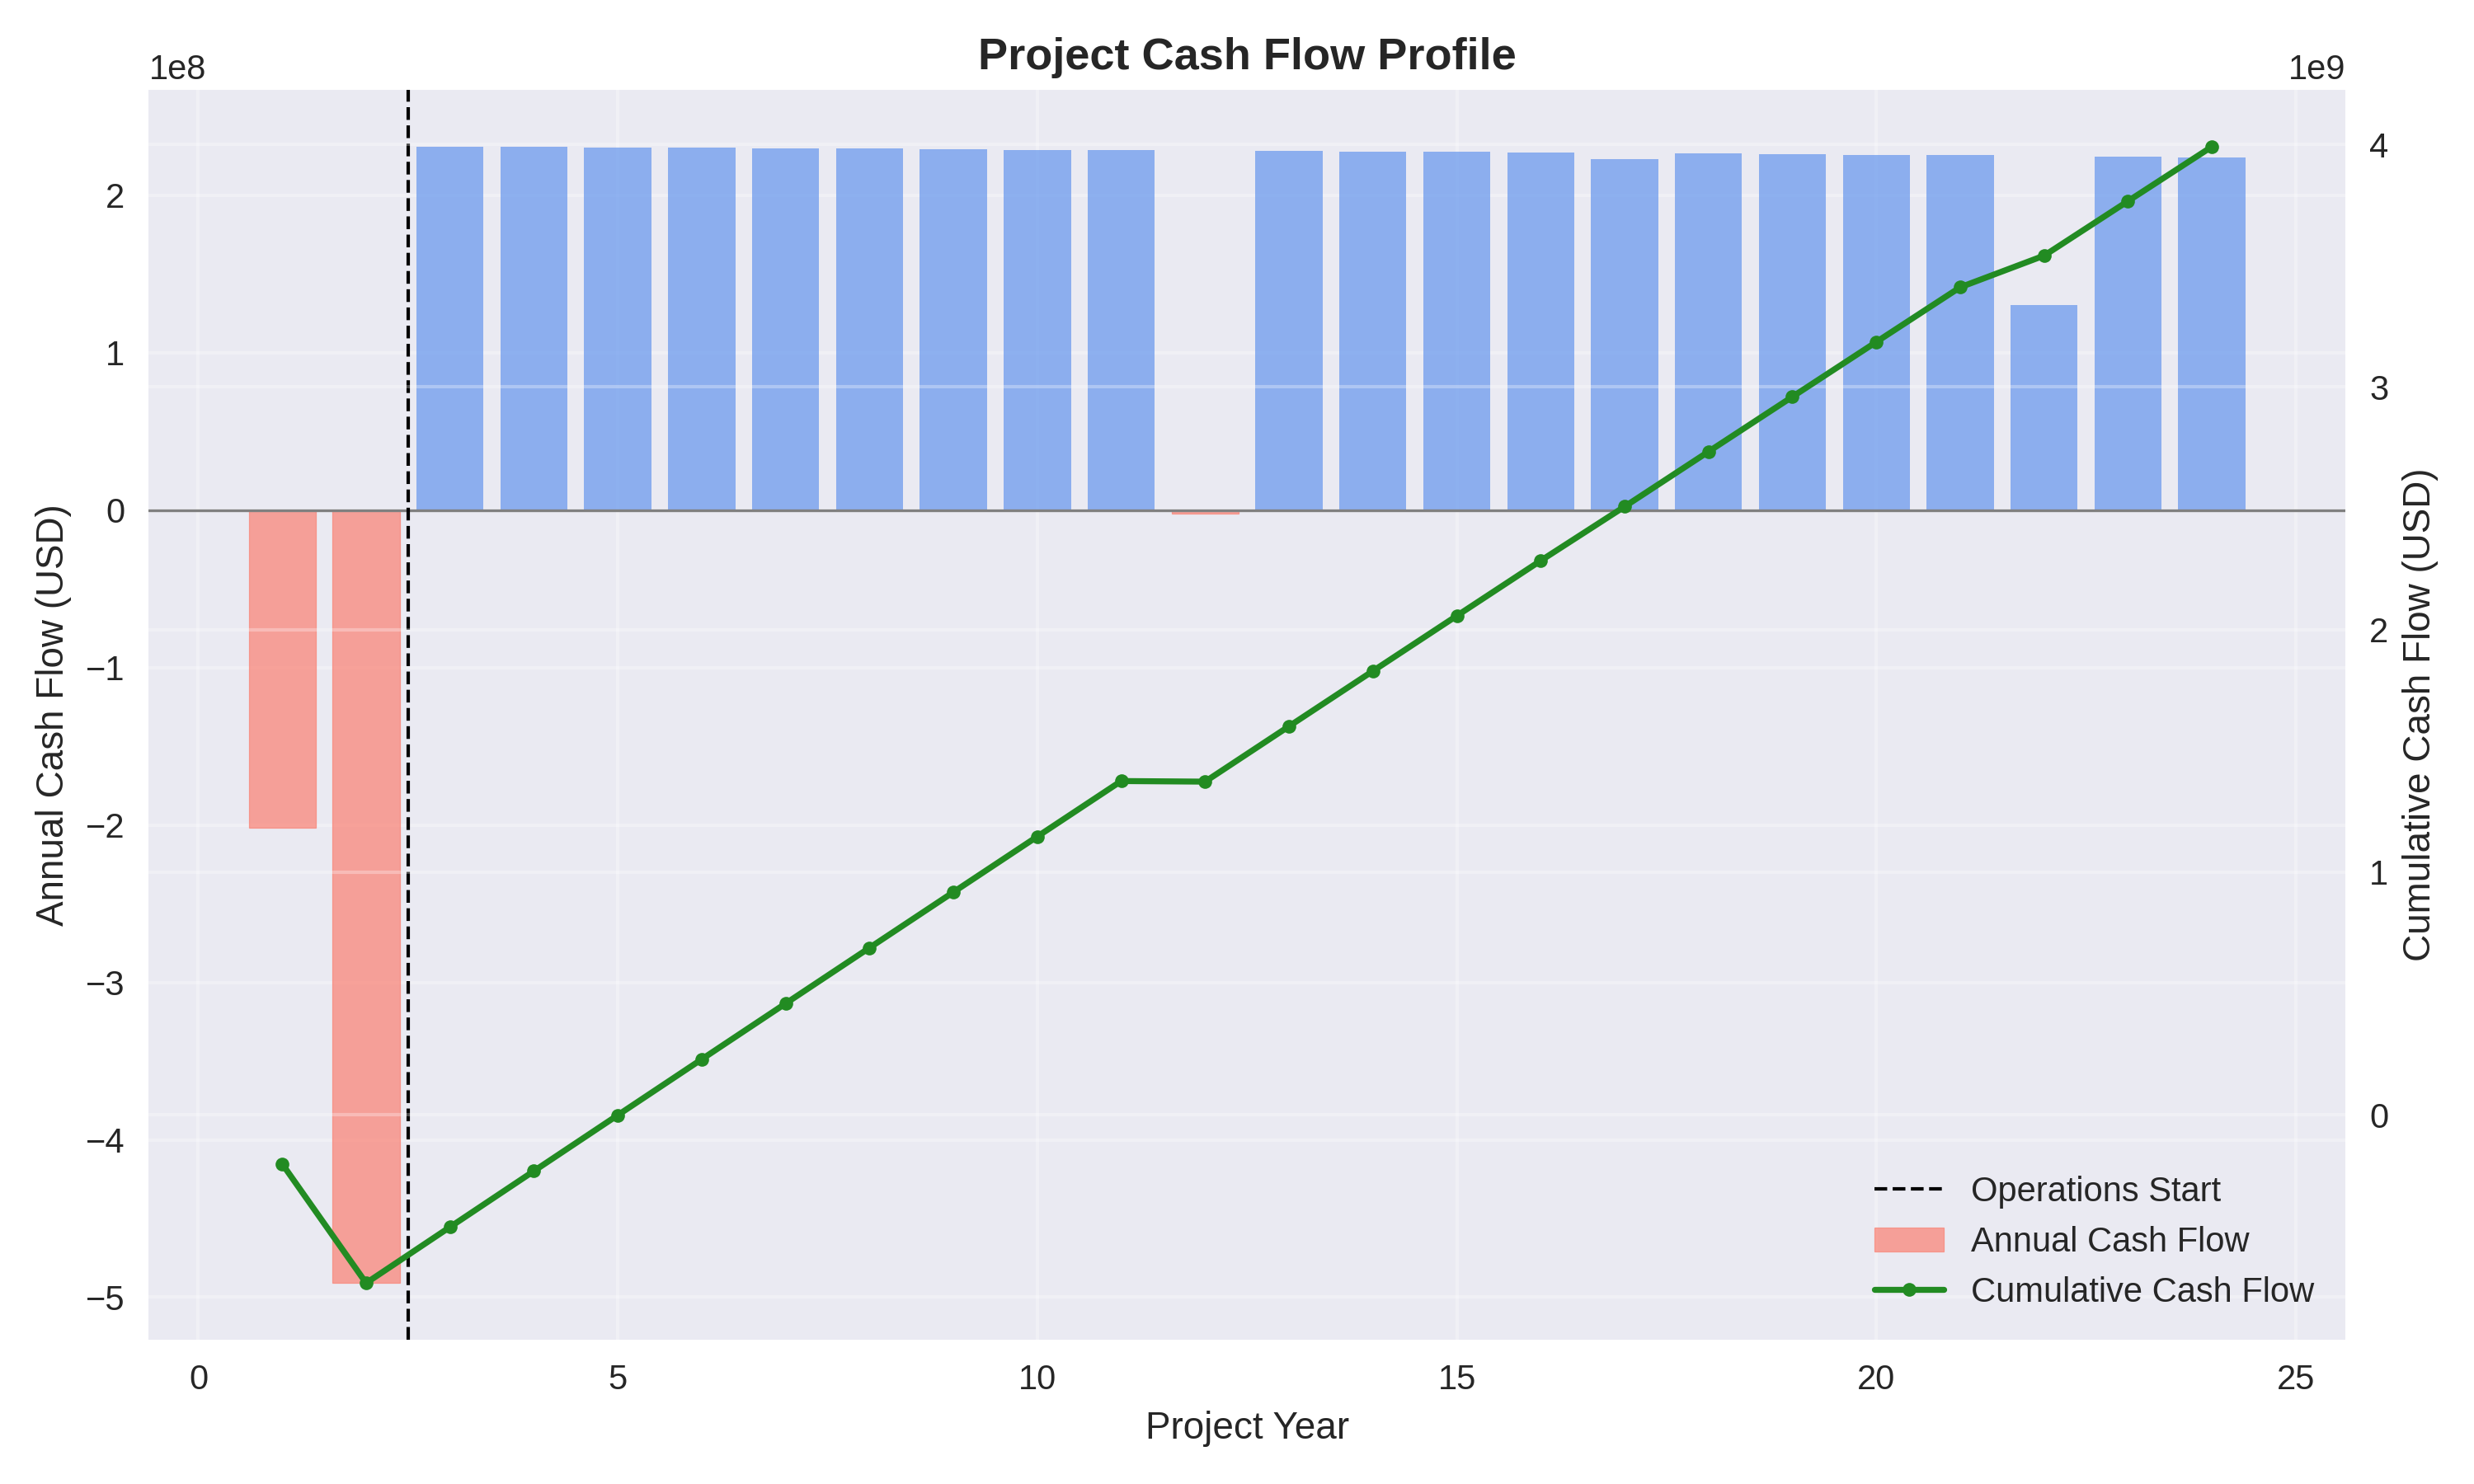 Project Cash Flow Profile
1e8
1e9
2
1
0
−1
−2
−3
−4
−5
Annual Cash Flow (USD)
4
3
2
1
0
Cumulative Cash Flow (USD)
Operations Start
Annual Cash Flow
Cumulative Cash Flow
0 5 10 15 20 25
Project Year